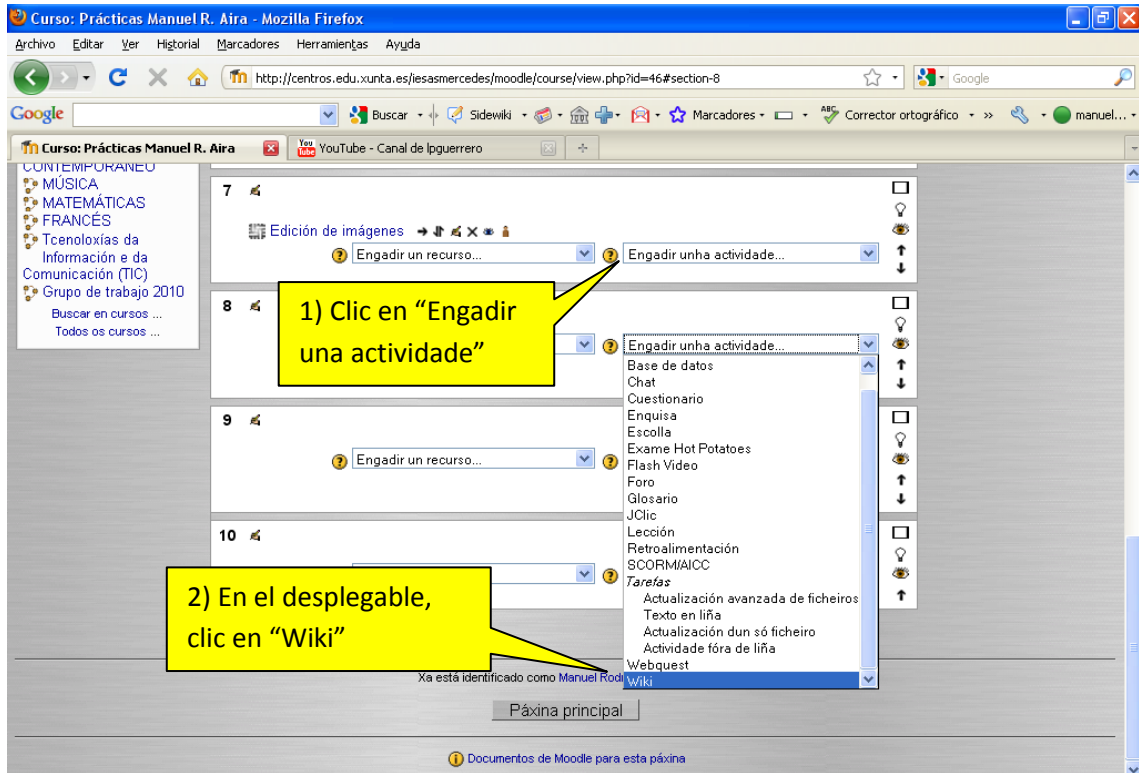 Curso: Prácticas Manuel R. Aira - Mozilla Firefox
Archivo Editar Ver Historial Marcadores Herramientas Ayuda
http://centros.edu.xunta.es/iesasmercedes/moodle/course/view.php?id=46#section-8
Google
Google Buscar Sidewiki Marcadores ABC Corrector ortográfico » manuel...
Curso: Prácticas Manuel R. Aira
YouTube - Canal de lpguerrero
CONTEMPORÁNEO
MÚSICA
MATEMÁTICAS
FRANCÉS
Tcenoloxías da
Información e da
Comunicación (TIC)
Grupo de trabajo 2010
Buscar en cursos ...
Todos os cursos ...
7
Edición de imágenes
Engadir un recurso... Engadir unha actividade...
8
1) Clic en “Engadir
una actividade”
Engadir unha actividade...
Base de datos
Chat
Cuestionario
Enquisa
Escolla
Exame Hot Potatoes
Flash Video
Foro
Glosario
JClic
Lección
Retroalimentación
SCORM/AICC
Tarefas
Actualización avanzada de ficheiros
Texto en liña
Actualización dun só ficheiro
Actividade fóra de liña
Webquest
Wiki
9
Engadir un recurso...
10
2) En el desplegable,
clic en “Wiki”
Xa está identificado como Manuel
Páxina principal
Documentos de Moodle para esta páxina